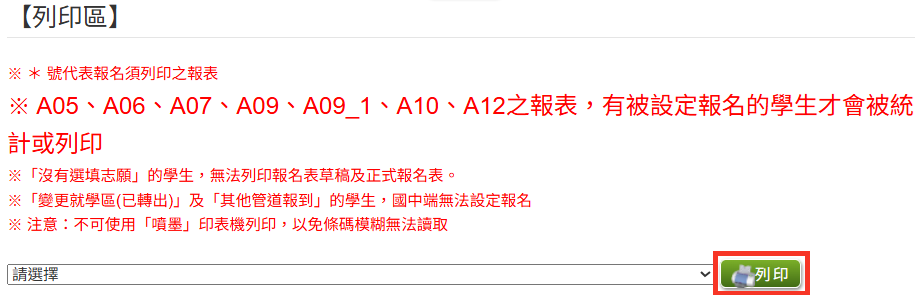 【列印區】
※ ＊ 號代表報名須列印之報表
※ A05、A06、A07、A09、A09_1、A10、A12之報表，有被設定報名的學生才會被統
計或列印
※「沒有選填志願」的學生，無法列印報名表草稿及正式報名表。
※「變更就學區(已轉出)」及「其他管道報到」的學生，國中端無法設定報名
※ 注意：不可使用「噴墨」印表機列印，以免條碼模糊無法讀取
請選擇
列印